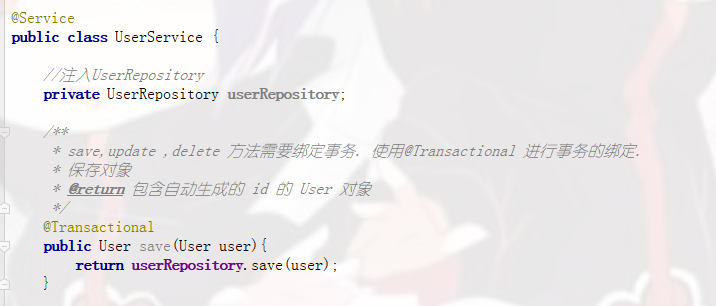 @Service
public class UserService {
//注入UserRepository
private UserRepository userRepository;
/**
* save,update ,delete 方法需要绑定事务. 使用@Transactional 进行事务的绑定.
* 保存对象
* @return 包含自动生成的 id 的 User 对象
*/
@Transactional
public User save(User user){
return userRepository.save(user);
}